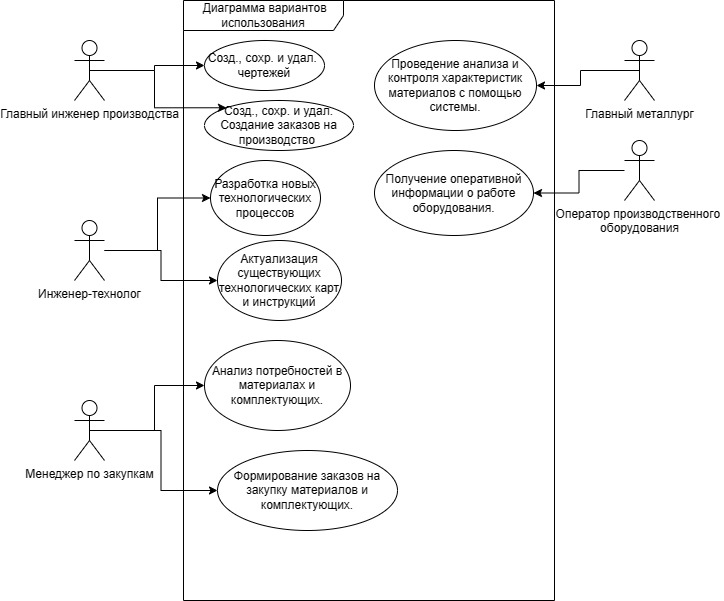 Диаграмма вариантов
использования
Созд., сохр. и удал.
чертежей
Главный инженер производства
Созд., сохр. и удал.
Создание заказов на
производство
Проведение анализа и
контроля характеристик
материалов с помощью
системы.
Главный металлург
Разработка новых
технологических
процессов
Получение оперативной
информации о работе
оборудования.
Оператор производственного
оборудования
Инженер-технолог
Актуализация
существующих
технологических карт
и инструкций
Анализ потребностей в
материалах и
комплектующих.
Менеджер по закупкам
Формирование заказов на
закупку материалов и
комплектующих.